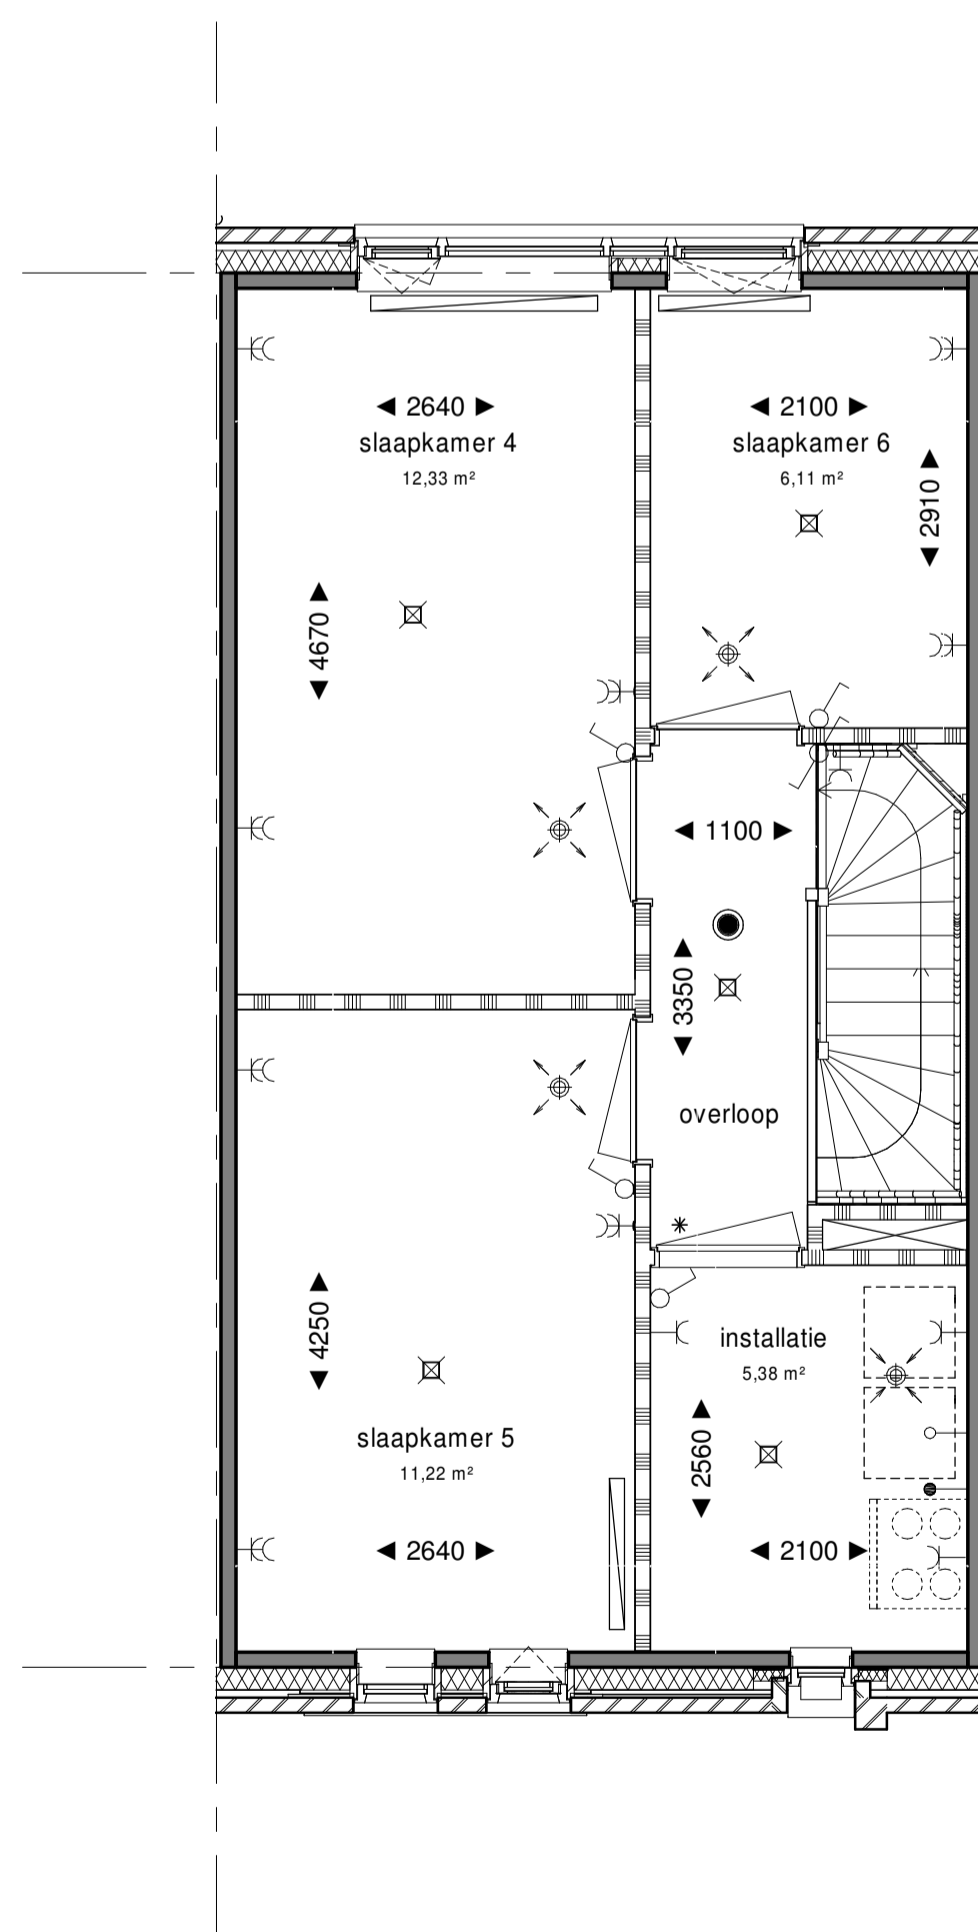 ◄ 2640 ►
slaapkamer 4
12,33 m²
◄ 4670 ►
◄ 2100 ►
slaapkamer 6
6,11 m²
◄ 2910 ►
◄ 1100 ►
◄ 3350 ►
overloop
◄ 4250 ►
slaapkamer 5
11,22 m²
◄ 2640 ►
installatie
5,38 m²
◄ 2560 ►
◄ 2100 ►